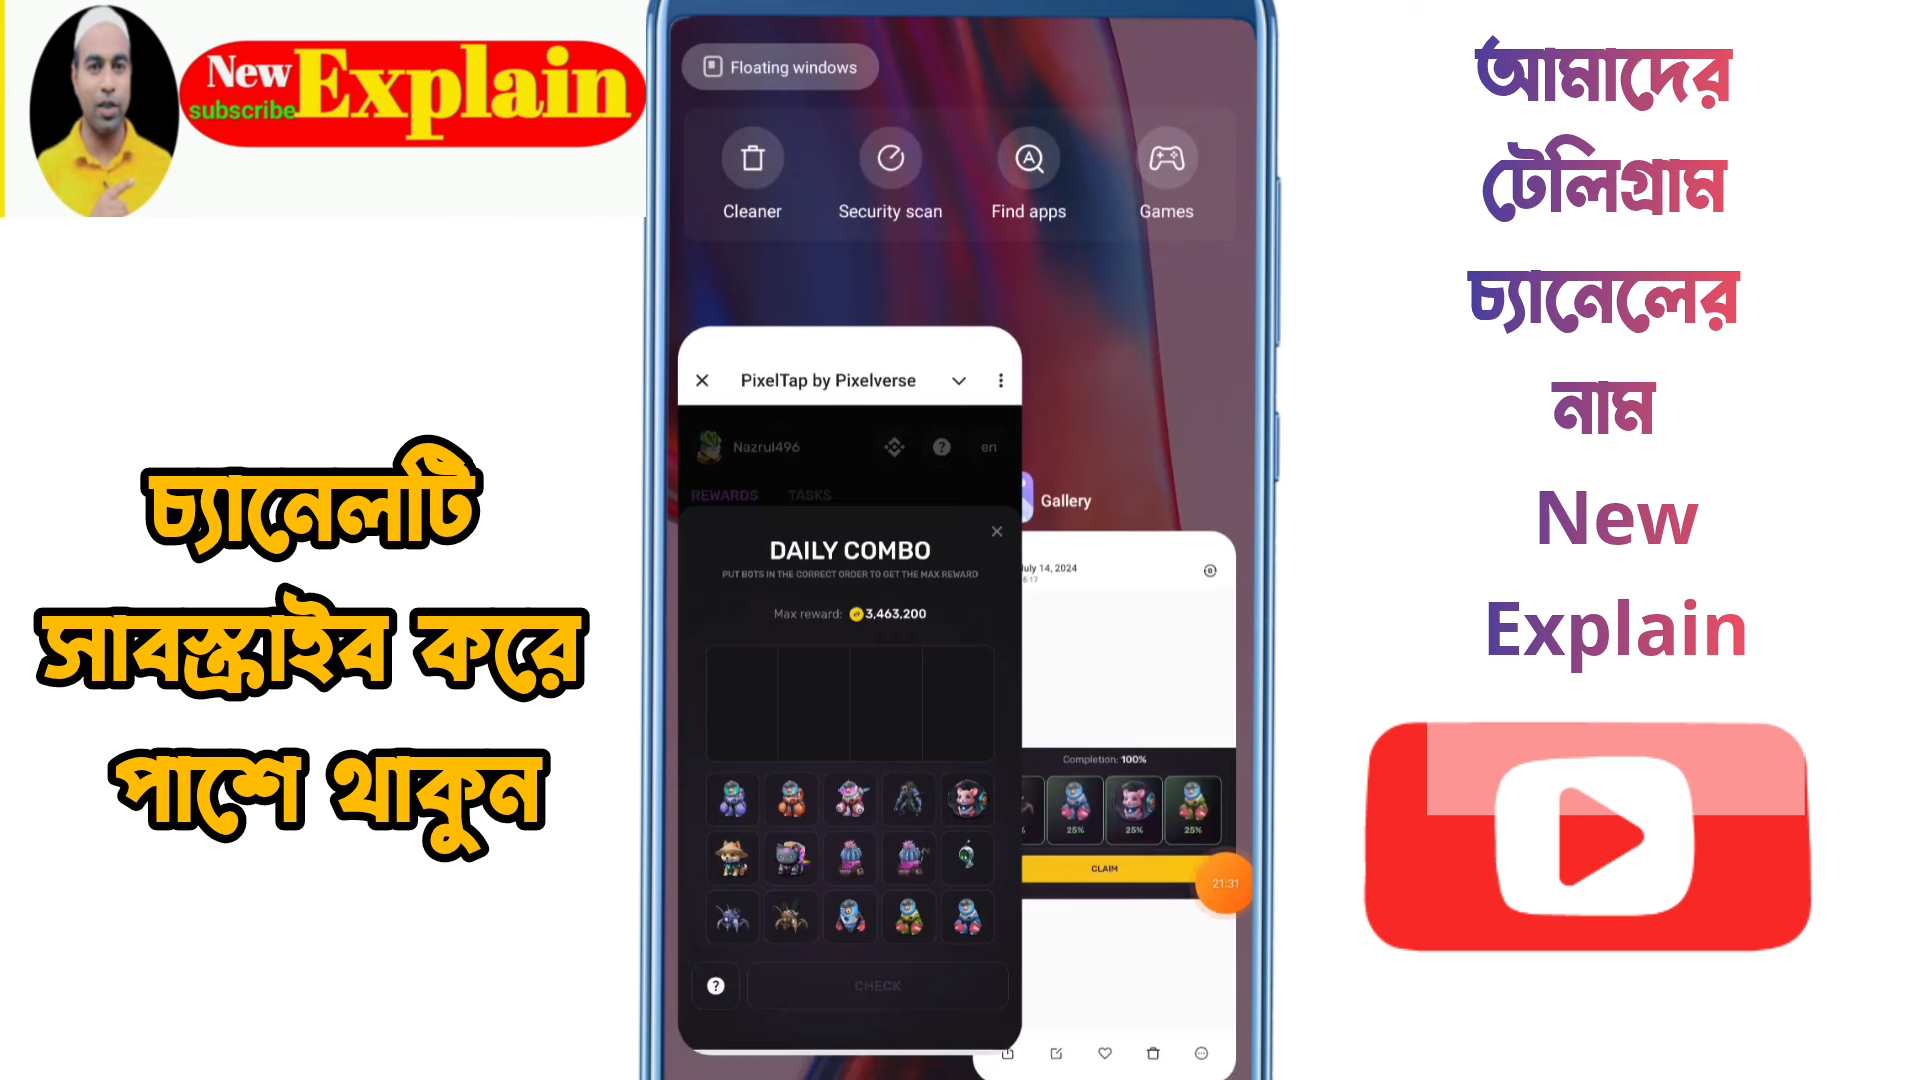 New
subscribe
Explain
চ্যানেলটি
সাবস্ক্রাইব করে
পাশে থাকুন
Floating windows
Cleaner
Security scan
Find apps
Games
PixelTap by Pixelverse
Nazrul496
en
REWARDS
TASKS
DAILY COMBO
PUT BOTS IN THE CORRECT ORDER TO GET THE MAX REWARD
Max reward: 3,463,200
?
CHECK
Gallery
July 14, 2024
Completion: 100%
25%
25%
25%
CLAIM
21:31
আমাদের
টেলিগ্রাম
চ্যানেলের
নাম
New
Explain